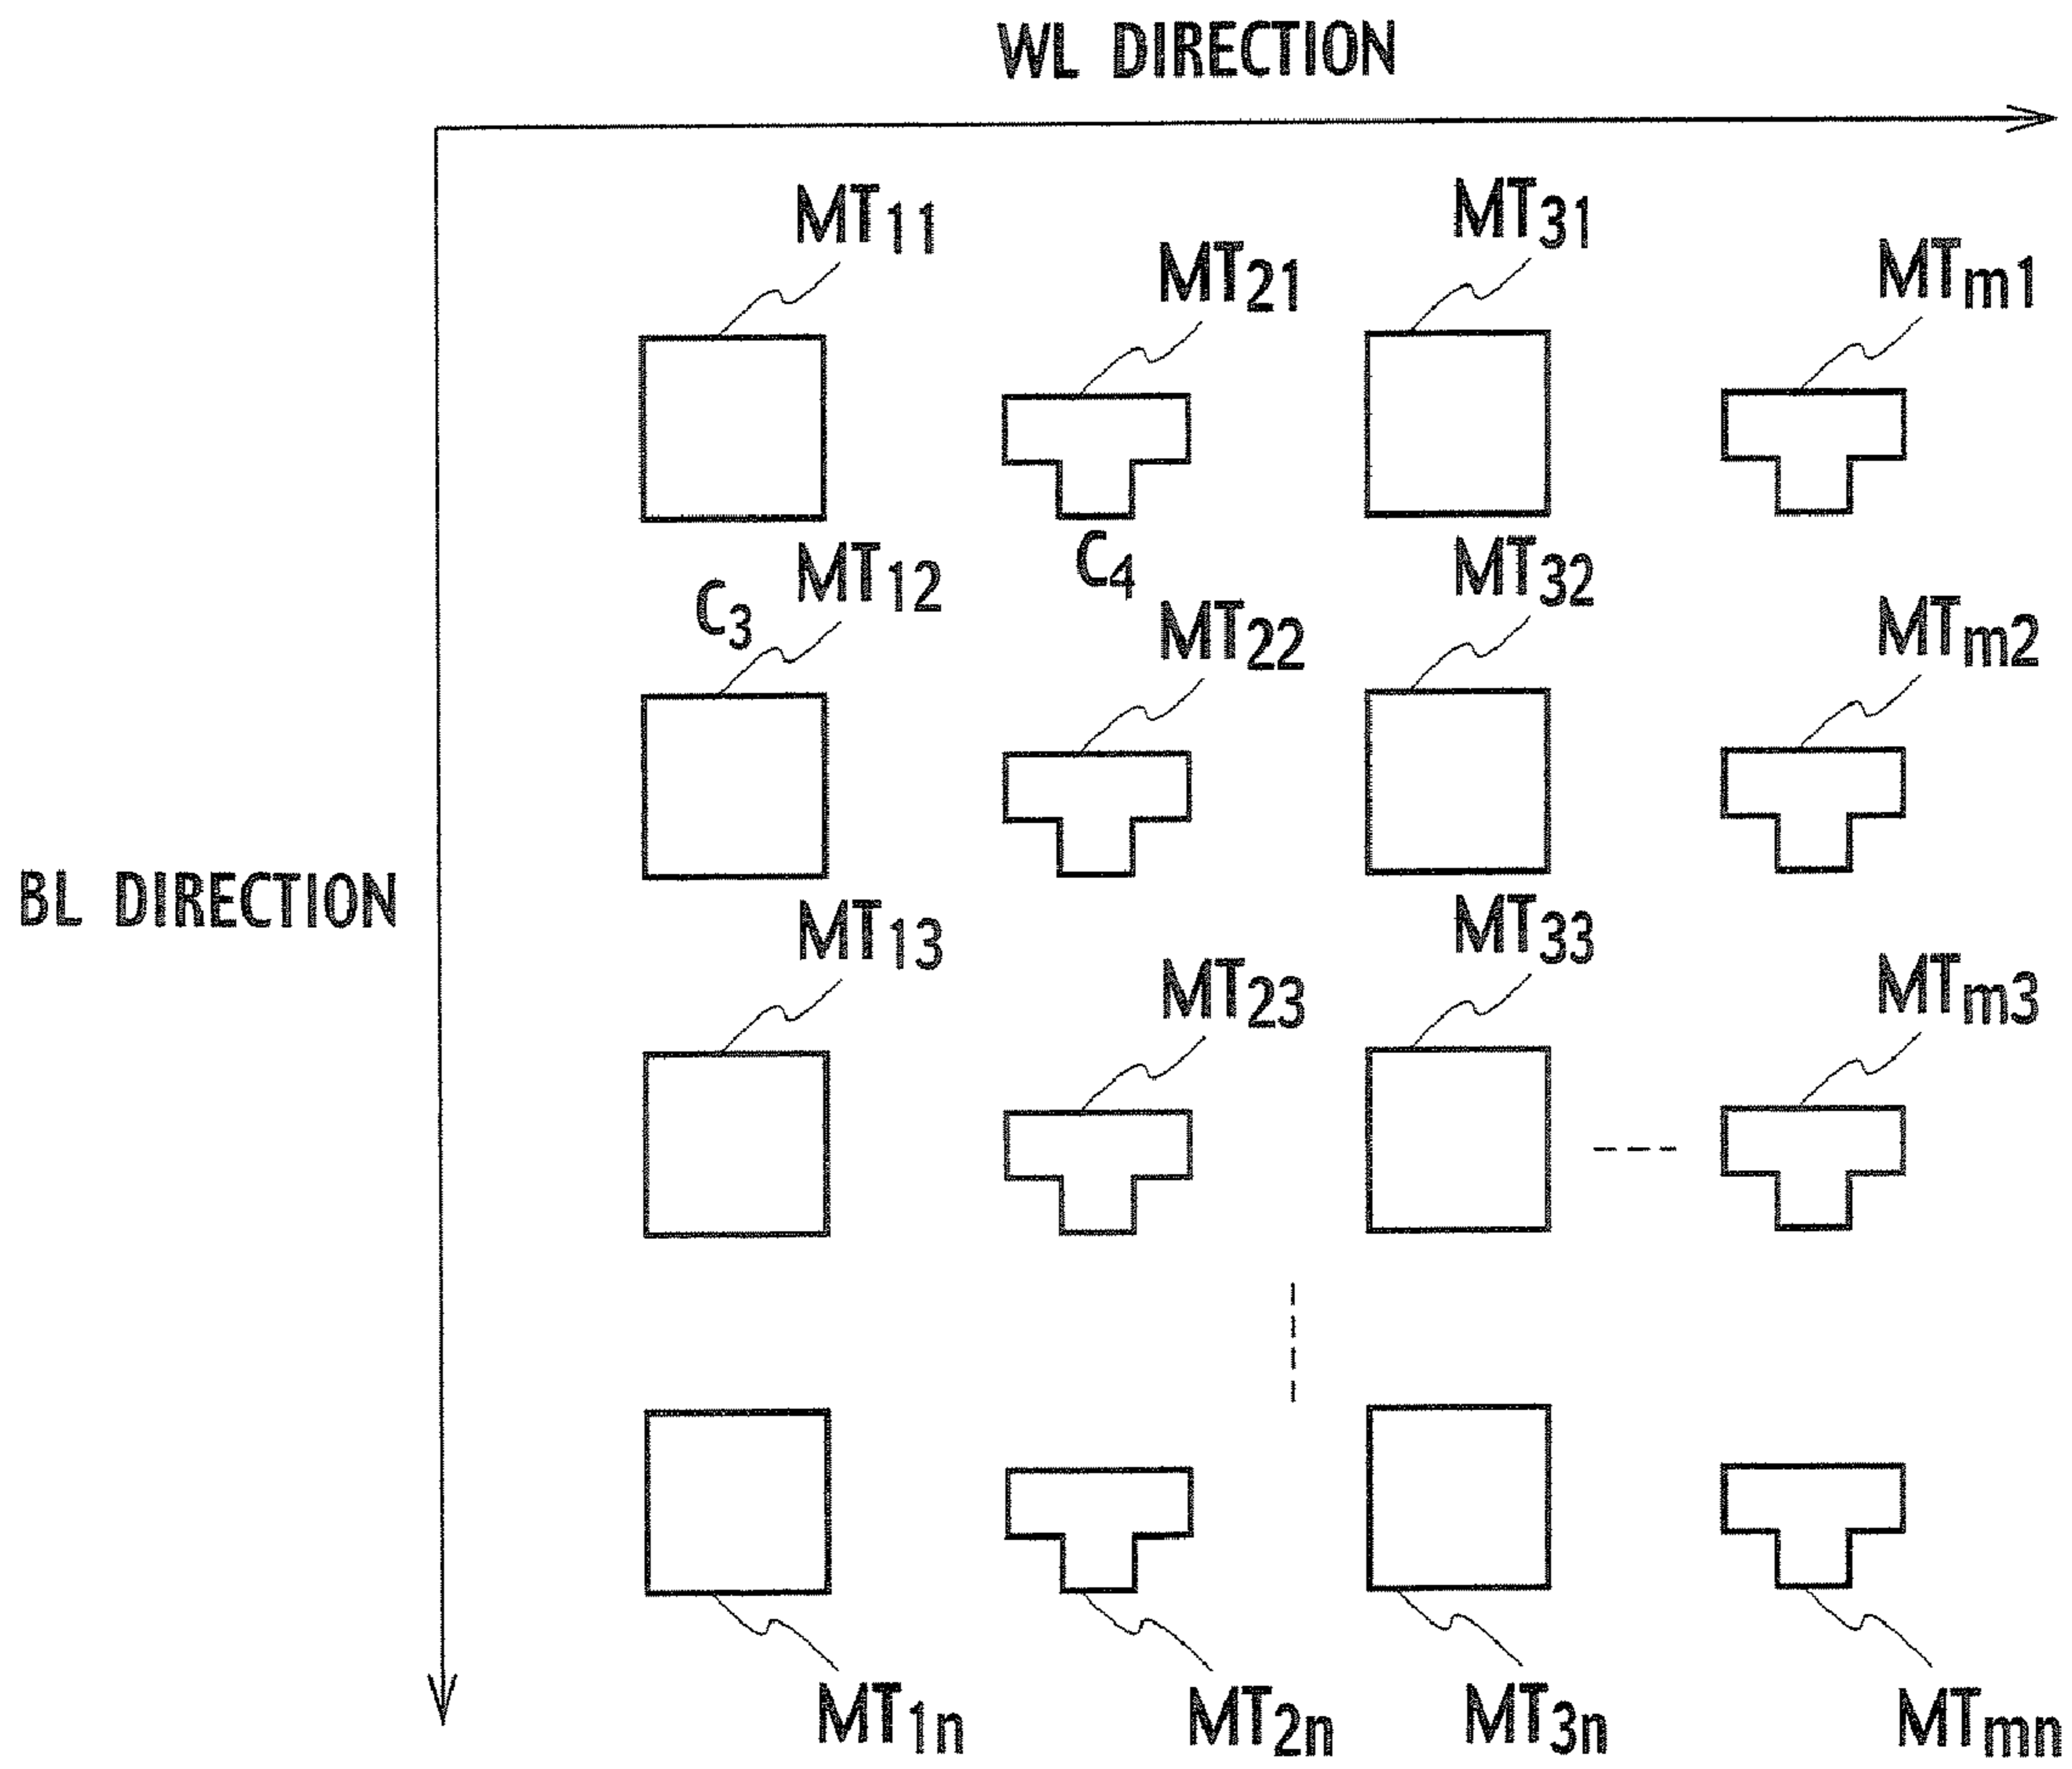 WL DIRECTION
MT11
MT21
MT31
MTm1
C3
MT12
C4
MT22
MT32
MTm2
BL DIRECTION
MT13
MT23
MT33
MTm3
MT1n
MT2n
MT3n
MTmn